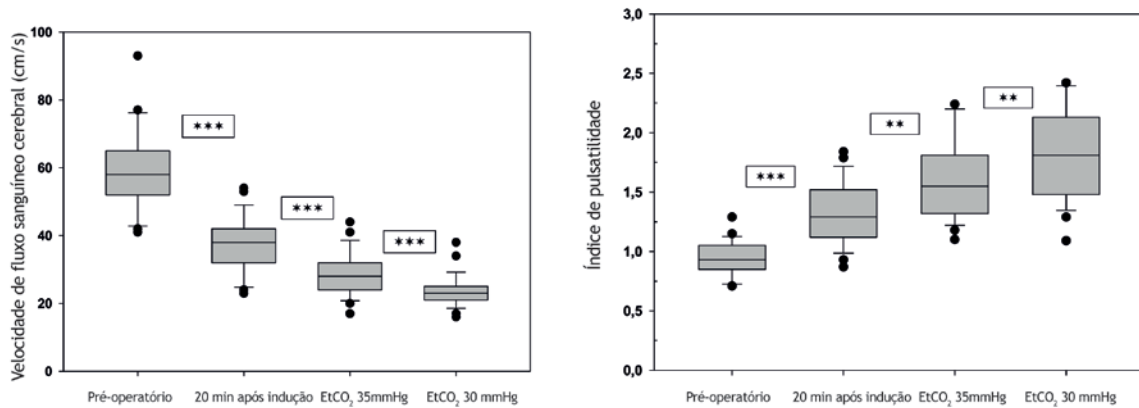 Velocidade de fluxo sanguíneo cerebral (cm/s)
100
80
60
40
20
0
***
***
***
Pré-operatório
20 min após indução
EtCO₂ 35mmHg
EtCO₂ 30 mmHg
Índice de pulsatilidade
3,0
2,5
2,0
1,5
1,0
0,5
0,0
***
**
**
Pré-operatório
20 min após indução
EtCO₂ 35mmHg
EtCO₂ 30 mmHg